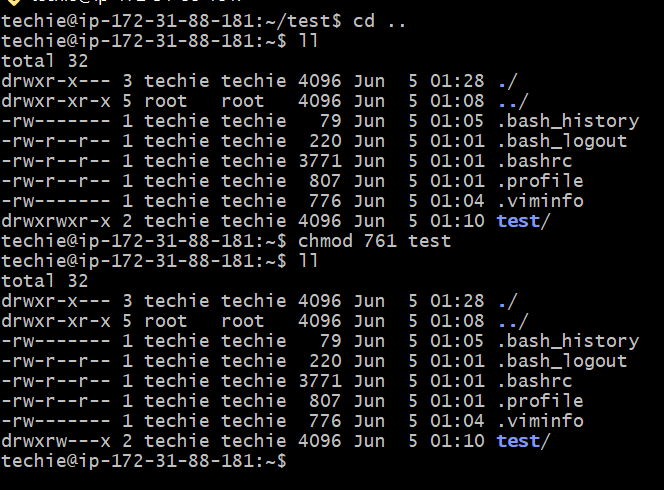 techie@ip-172-31-88-181:~/test$ cd ..
techie@ip-172-31-88-181:~$ ll
total 32
drwxr-x--- 3 techie techie 4096 Jun  5 01:28 ./
drwxr-xr-x 5 root   root   4096 Jun  5 01:08 ../
-rw------- 1 techie techie   79 Jun  5 01:05 .bash_history
-rw-r--r-- 1 techie techie  220 Jun  5 01:01 .bash_logout
-rw-r--r-- 1 techie techie 3771 Jun  5 01:01 .bashrc
-rw-r--r-- 1 techie techie  807 Jun  5 01:01 .profile
-rw------- 1 techie techie  776 Jun  5 01:04 .viminfo
drwxrwxr-x 2 techie techie 4096 Jun  5 01:10 test/
techie@ip-172-31-88-181:~$ chmod 761 test
techie@ip-172-31-88-181:~$ ll
total 32
drwxr-x--- 3 techie techie 4096 Jun  5 01:28 ./
drwxr-xr-x 5 root   root   4096 Jun  5 01:08 ../
-rw------- 1 techie techie   79 Jun  5 01:05 .bash_history
-rw-r--r-- 1 techie techie  220 Jun  5 01:01 .bash_logout
-rw-r--r-- 1 techie techie 3771 Jun  5 01:01 .bashrc
-rw-r--r-- 1 techie techie  807 Jun  5 01:01 .profile
-rw------- 1 techie techie  776 Jun  5 01:04 .viminfo
drwxrw---x 2 techie techie 4096 Jun  5 01:10 test/
techie@ip-172-31-88-181:~$